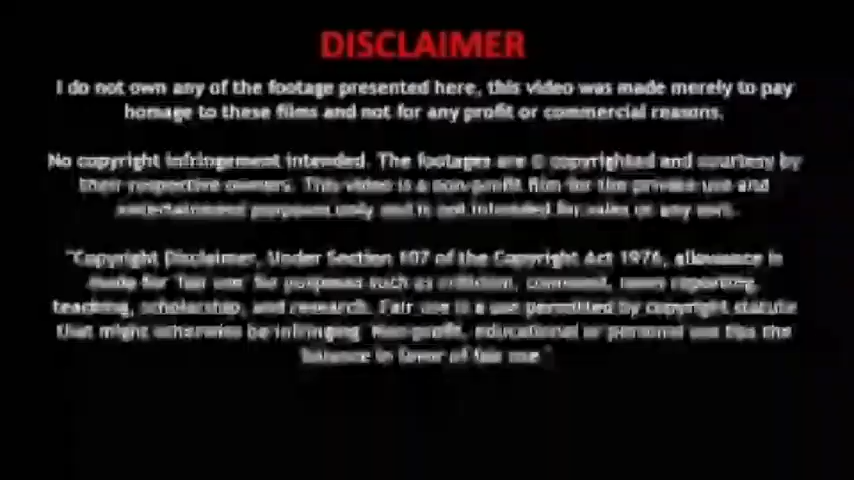 DISCLAIMER
I do not own any of the footage presented here, this video was made merely to pay
homage to these films and not for any profit or commercial reasons.
No copyright infringement intended. The footages are © copyrighted and courtesy by
their respective owners. This video is a non-profit film for the private use and
entertainment purposes only and is not intended for sales of any sort.
"Copyright Disclaimer, Under Section 107 of the Copyright Act 1976, allowance is
made for 'fair use' for purposes such as criticism, comment, news reporting,
teaching, scholarship, and research. Fair use is a use permitted by copyright statute
that might otherwise be infringing. Non-profit, educational or personal use tips the
balance in favor of fair use."